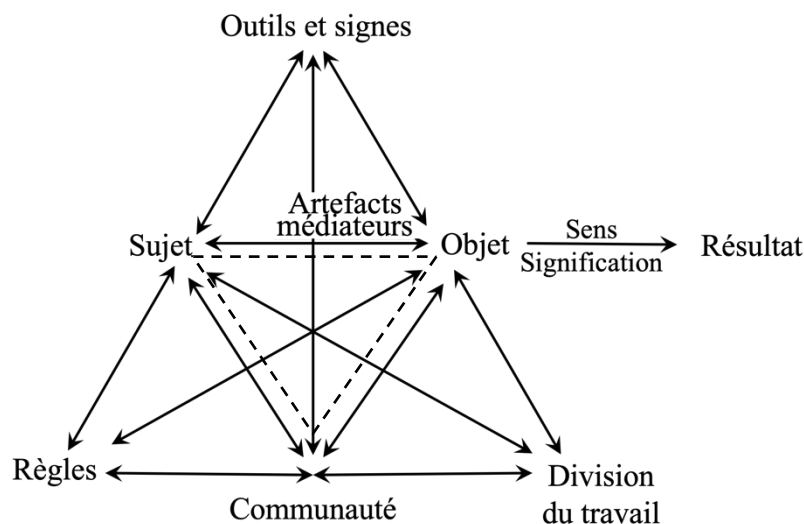 Outils et signes
Artefacts
médiateurs
Sujet
Objet
Sens
Signification
Résultat
Règles
Communauté
Division
du travail